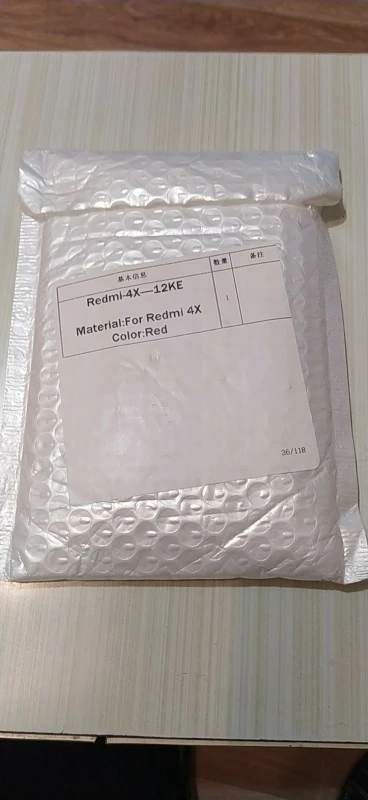 基本信息 数量 备注
Redmi-4X—12KE
1
Material:For Redmi 4X
Color:Red
36/118